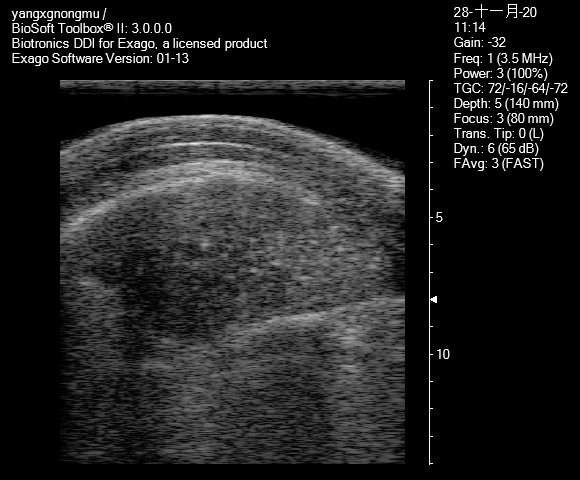 yangxgnongmu /
BioSoft Toolbox® II: 3.0.0.0
Biotronics DDI for Exago, a licensed product
Exago Software Version: 01-13
28-十一月-20
11:14
Gain: -32
Freq: 1 (3.5 MHz)
Power: 3 (100%)
TGC: 72/-16/-64/-72
Depth: 5 (140 mm)
Focus: 3 (80 mm)
Trans. Tip: 0 (L)
Dyn.: 6 (65 dB)
FAvg: 3 (FAST)
5
10